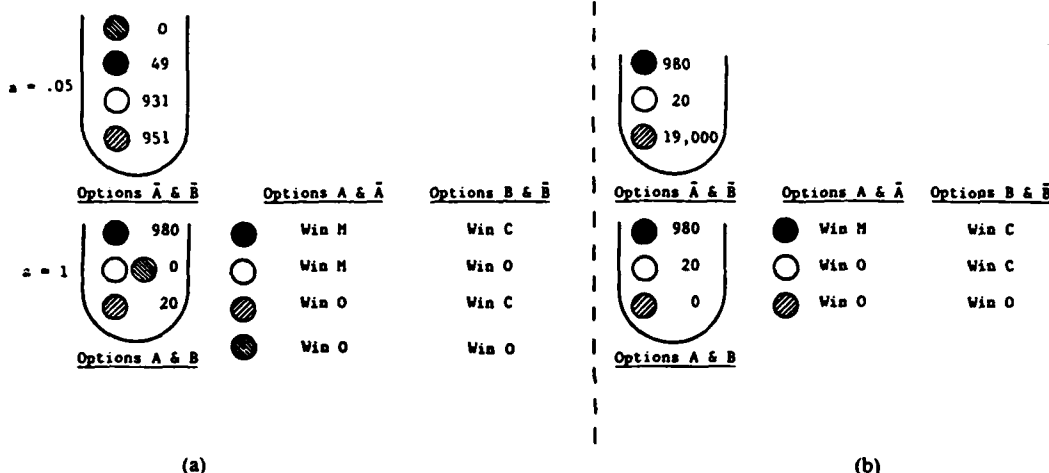 0
49
a = .05
931
951
Options Ā & B̄
Options A & Ā
Options B & B̄
980
Win M
Win C
a = 1
0
Win M
Win O
20
Win O
Win C
Win O
Win O
Options A & B
(a)
980
20
19,000
Options Ā & B̄
Options A & Ā
Options B & B̄
980
Win M
Win C
20
Win O
Win C
0
Win O
Win O
Options A & B
(b)